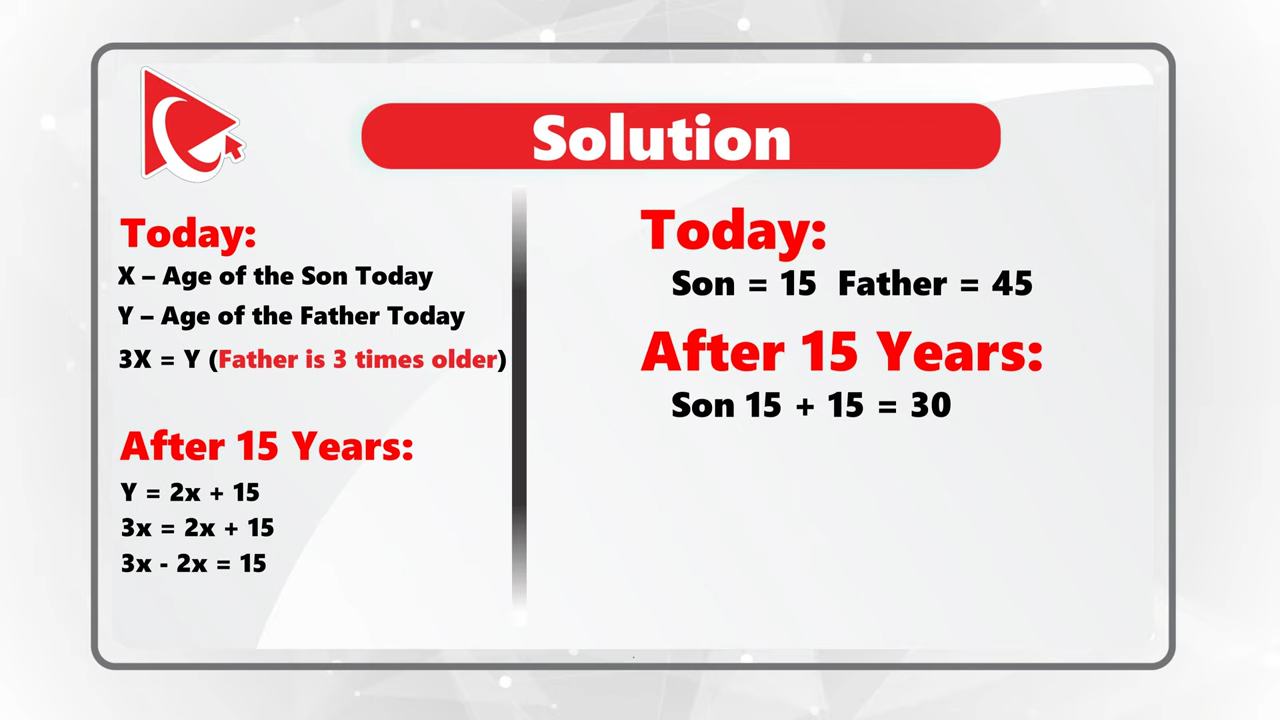 Solution
Today:
X – Age of the Son Today
Y – Age of the Father Today
3X = Y (Father is 3 times older)
After 15 Years:
Y = 2x + 15
3x = 2x + 15
3x - 2x = 15
Today:
Son = 15 Father = 45
After 15 Years:
Son 15 + 15 = 30